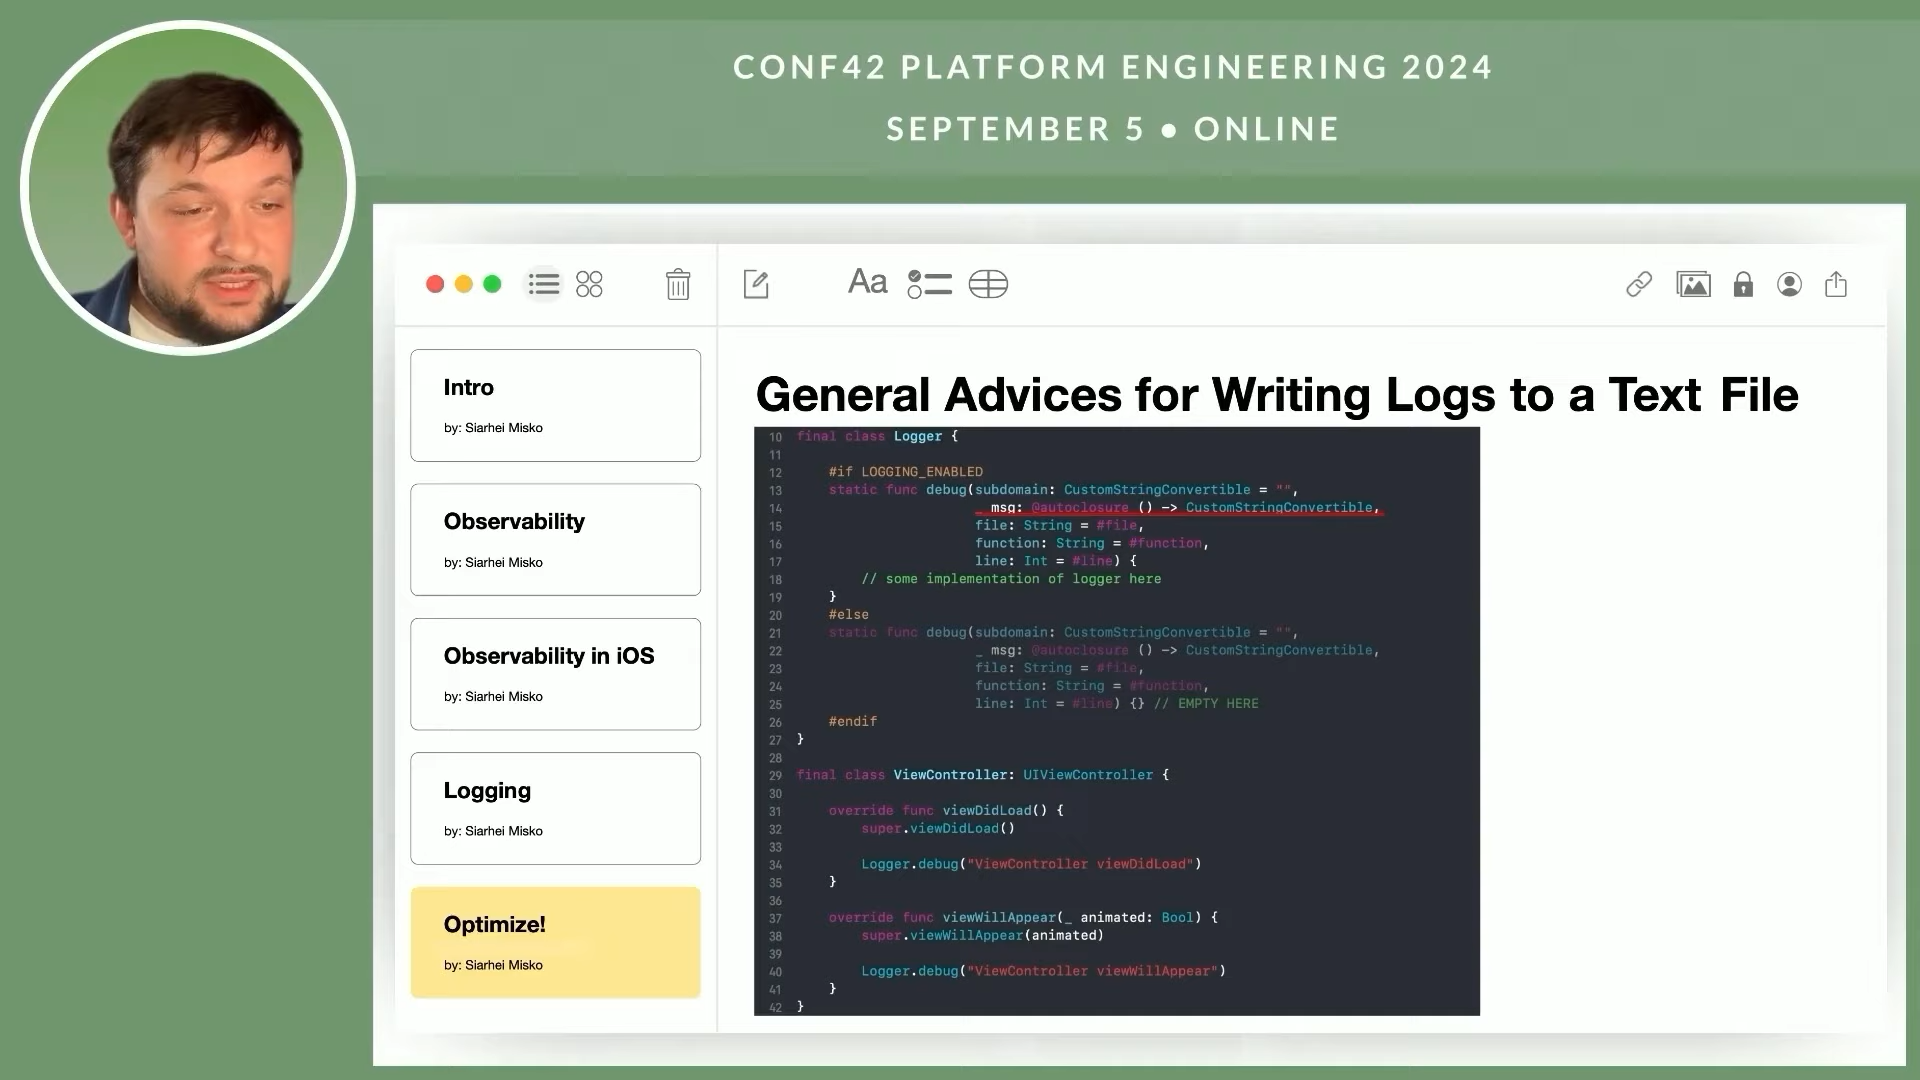 CONF42 PLATFORM ENGINEERING 2024
SEPTEMBER 5 • ONLINE
Aa
Intro
by: Siarhei Misko
Observability
by: Siarhei Misko
Observability in iOS
by: Siarhei Misko
Logging
by: Siarhei Misko
Optimize!
by: Siarhei Misko
General Advices for Writing Logs to a Text File
10 final class Logger {
11
12     #if LOGGING_ENABLED
13     static func debug(subdomain: CustomStringConvertible = "",
14                       _ msg: @autoclosure () -> CustomStringConvertible,
15                       file: String = #file,
16                       function: String = #function,
17                       line: Int = #line) {
18         // some implementation of logger here
19     }
20     #else
21     static func debug(subdomain: CustomStringConvertible = "",
22                       _ msg: @autoclosure () -> CustomStringConvertible,
23                       file: String = #file,
24                       function: String = #function,
25                       line: Int = #line) {} // EMPTY HERE
26     #endif
27 }
28
29 final class ViewController: UIViewController {
30
31     override func viewDidLoad() {
32         super.viewDidLoad()
33
34         Logger.debug("ViewController viewDidLoad")
35     }
36
37     override func viewWillAppear(_ animated: Bool) {
38         super.viewWillAppear(animated)
39
40         Logger.debug("ViewController viewWillAppear")
41     }
42 }